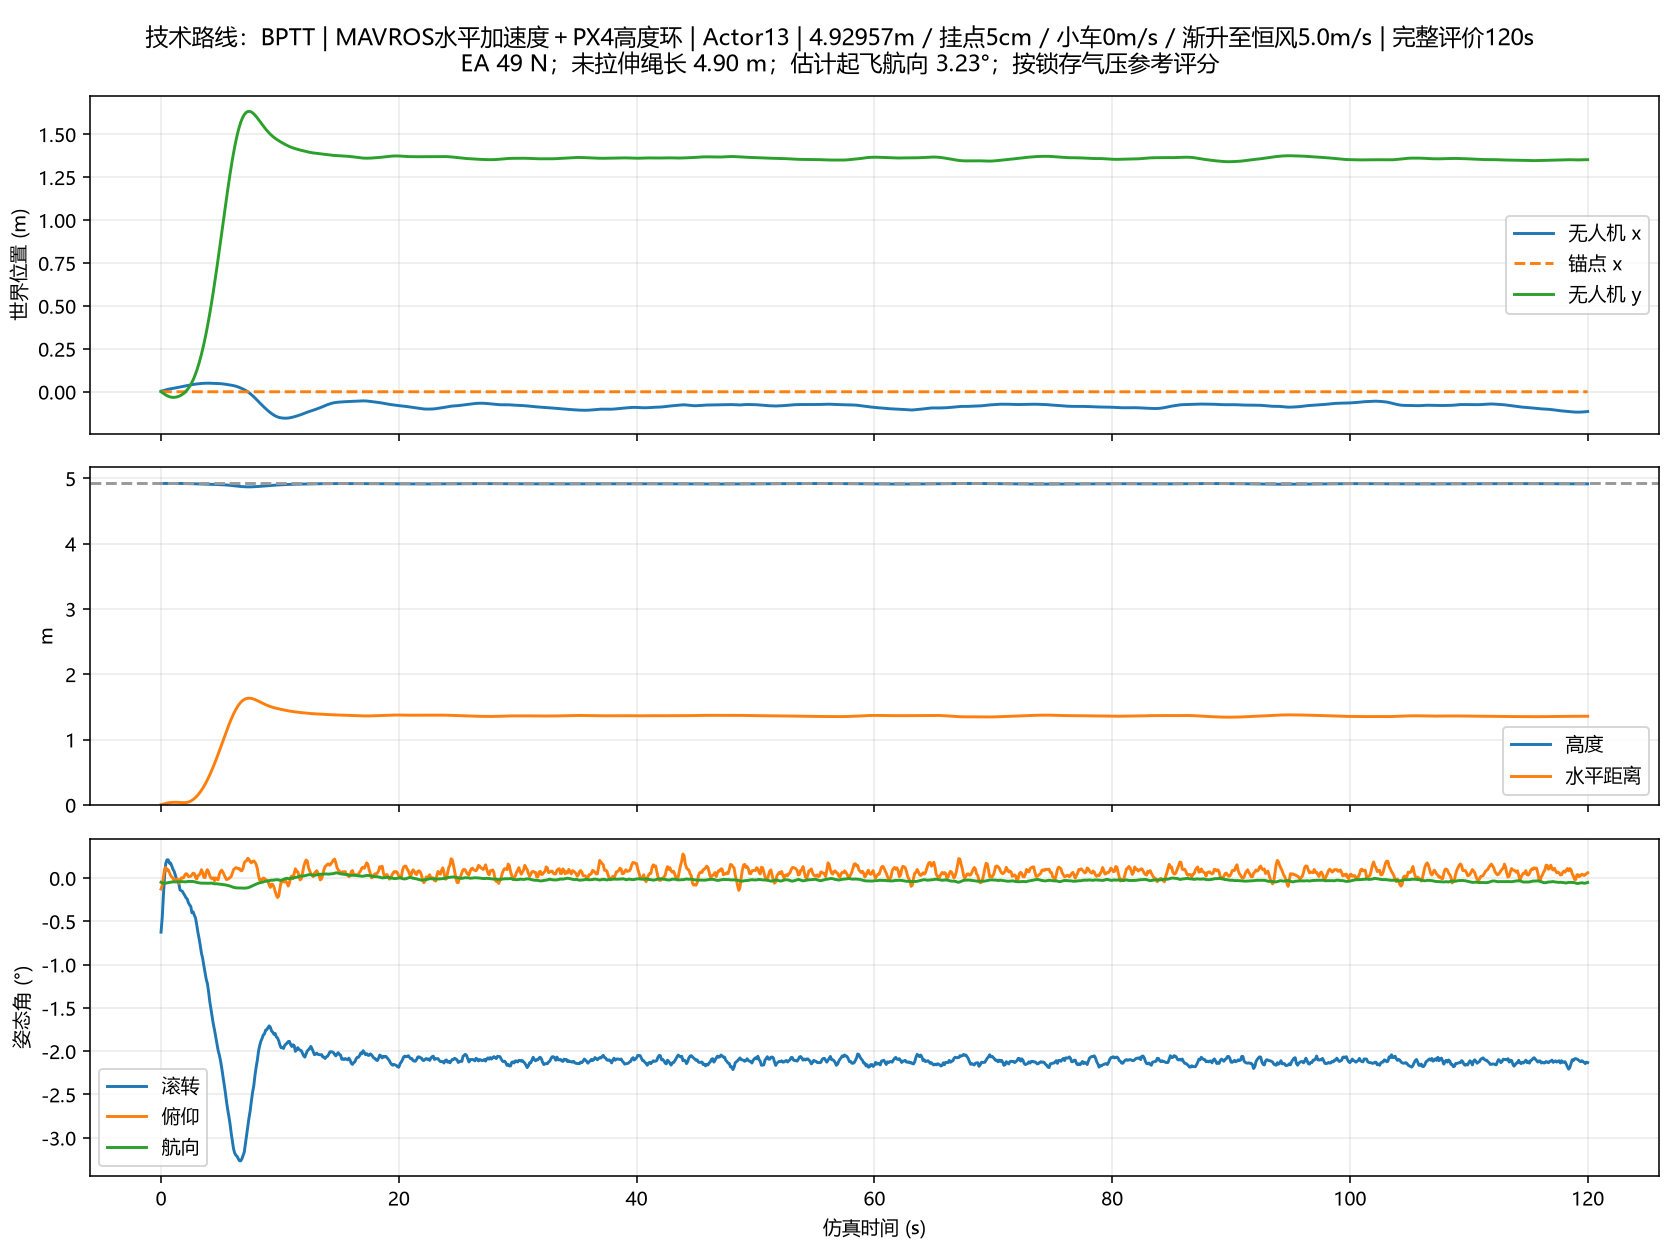 技术路线：BPTT | MAVROS水平加速度＋PX4高度环 | Actor13 | 4.92957m / 挂点5cm / 小车0m/s / 渐升至恒风5.0m/s | 完整评价120s
EA 49 N；未拉伸绳长 4.90 m；估计起飞航向 3.23°；按锁存气压参考评分
世界位置 (m)
1.50
1.25
1.00
0.75
0.50
0.25
0.00
无人机 x
锚点 x
无人机 y
m
5
4
3
2
1
0
高度
水平距离
姿态角 (°)
0.0
-0.5
-1.0
-1.5
-2.0
-2.5
-3.0
滚转
俯仰
航向
0
20
40
60
80
100
120
仿真时间 (s)